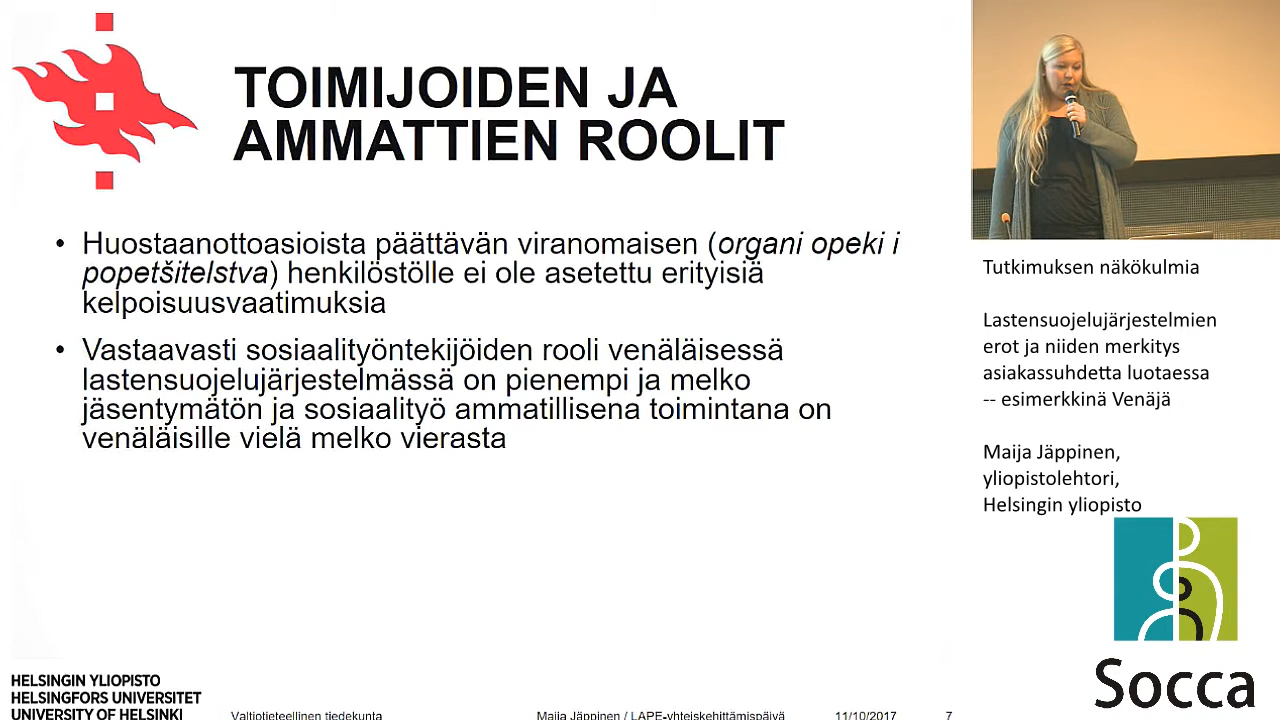 TOIMIJOIDEN JA
AMMATTIEN ROOLIT
• Huostaanottoasioista päättävän viranomaisen (organi opeki i
popetšitelstva) henkilöstölle ei ole asetettu erityisiä
kelpoisuusvaatimuksia
• Vastaavasti sosiaalityöntekijöiden rooli venäläisessä
lastensuojelujärjestelmässä on pienempi ja melko
jäsentymätön ja sosiaalityö ammatillisena toimintana on
venäläisille vielä melko vierasta
HELSINGIN YLIOPISTO
HELSINGFORS UNIVERSITET
UNIVERSITY OF HELSINKI
Valtiotieteellinen tiedekunta
Maija Jäppinen / LAPE-yhteiskehittämispäivä
11/10/2017
7
Tutkimuksen näkökulmia
Lastensuojelujärjestelmien
erot ja niiden merkitys
asiakassuhdetta luotaessa
-- esimerkkinä Venäjä
Maija Jäppinen,
yliopistolehtori,
Helsingin yliopisto
Socca